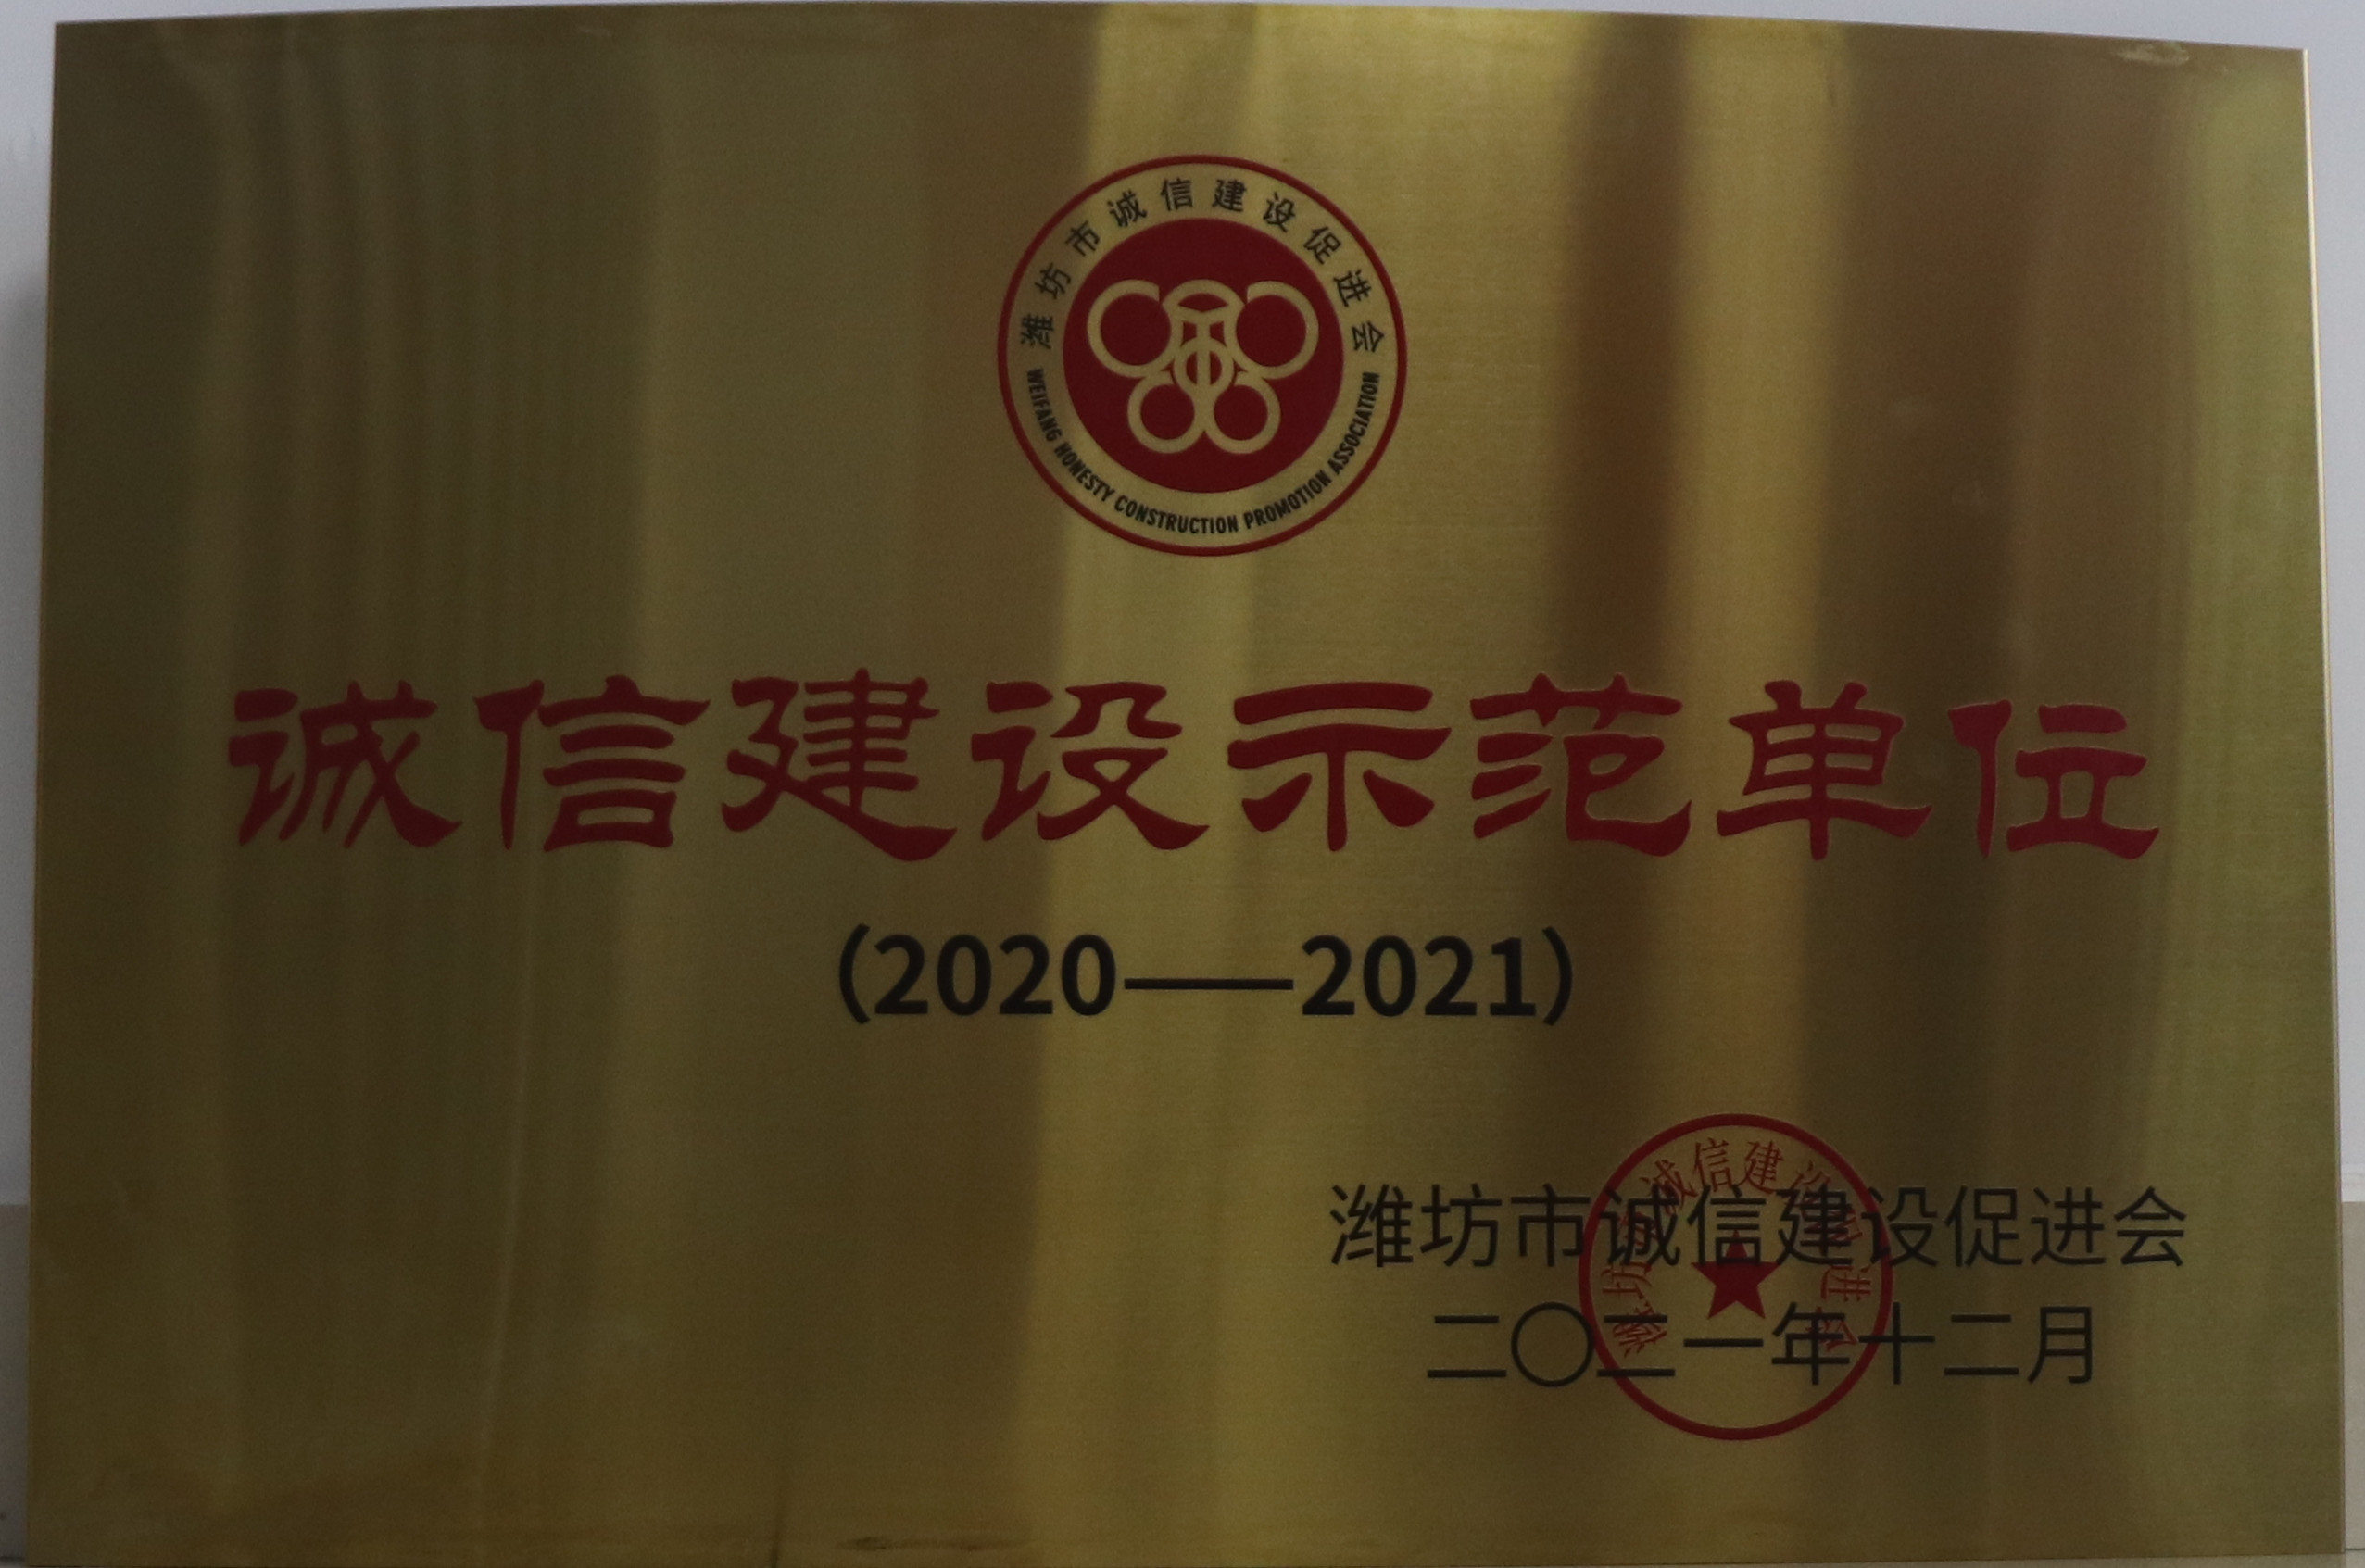 潍坊市诚信建设促进会
WEIFANG HONESTY CONSTRUCTION PROMOTION ASSOCIATION
诚信建设示范单位
(2020——2021)
潍坊市诚信建设促进会
二〇二一年十二月